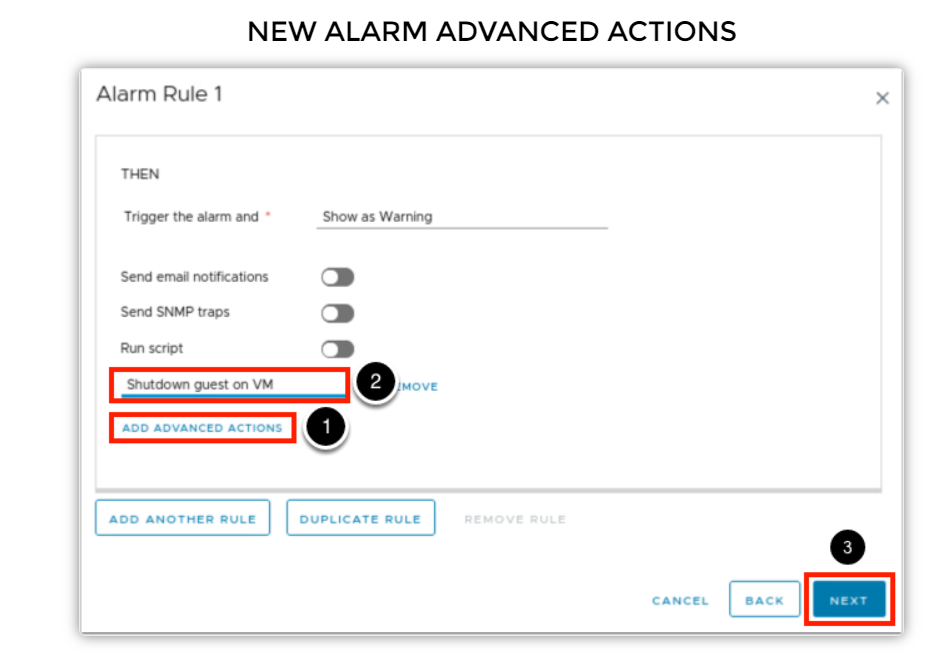 NEW ALARM ADVANCED ACTIONS
Alarm Rule 1
×
THEN
Trigger the alarm and * Show as Warning
Send email notifications
Send SNMP traps
Run script
Shutdown guest on VM 2 MOVE
ADD ADVANCED ACTIONS 1
ADD ANOTHER RULE DUPLICATE RULE REMOVE RULE
3
CANCEL BACK NEXT